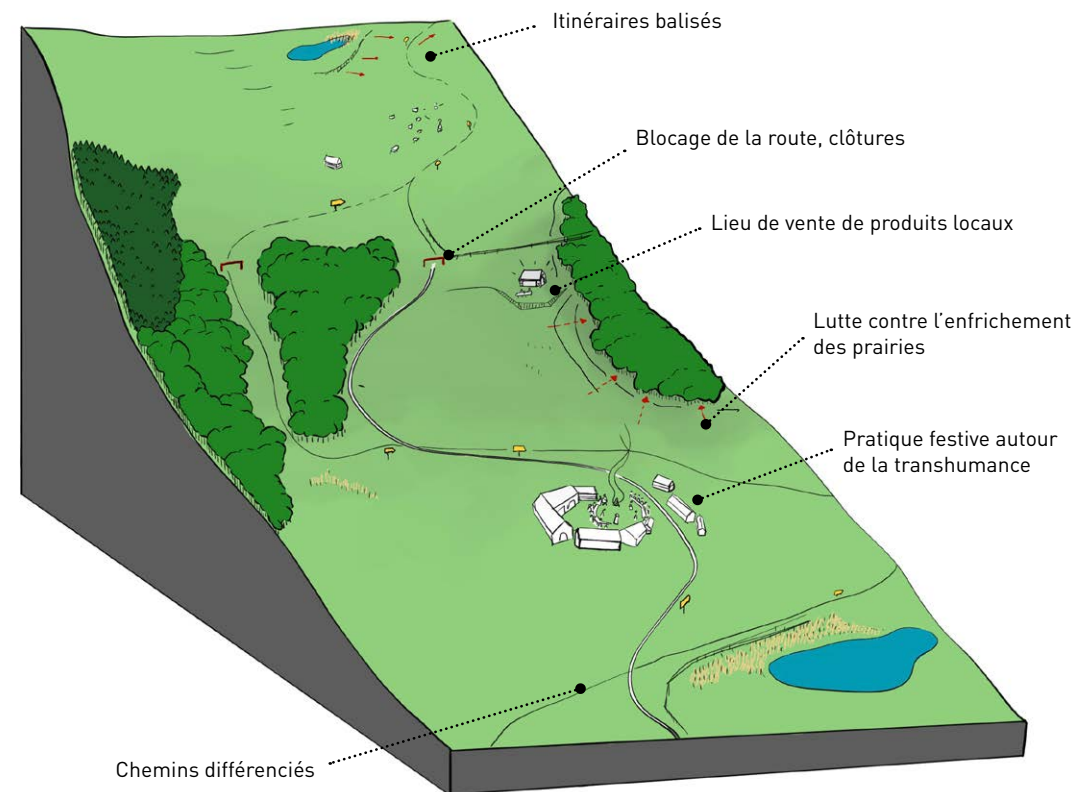 Itinéraires balisés
Blocage de la route, clôtures
Lieu de vente de produits locaux
Lutte contre l’enfrichement
des prairies
Pratique festive autour
de la transhumance
Chemins différenciés